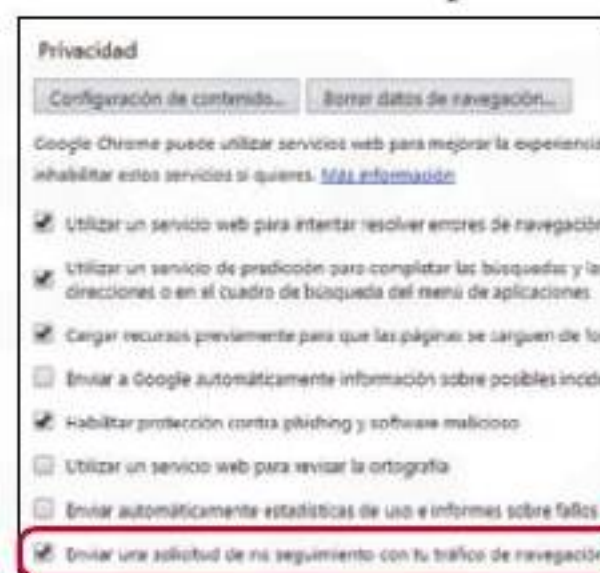 Privacidad
Configuración de contenido... Borrar datos de navegación...
Google Chrome puede utilizar servicios web para mejorar la experiencia
inhabilitar estos servicios si quieres. Más información
Utilizar un servicio web para intentar resolver errores de navegación
Utilizar un servicio de predicción para completar las búsquedas y las
direcciones o en el cuadro de búsqueda del menú de aplicaciones
Cargar recursos previamente para que las páginas se carguen de fo
Enviar a Google automáticamente información sobre posibles incid
Habilitar protección contra phishing y software malicioso
Utilizar un servicio web para revisar la ortografía
Enviar automáticamente estadísticas de uso e informes sobre fallos
Enviar una solicitud de no seguimiento con tu tráfico de navegación